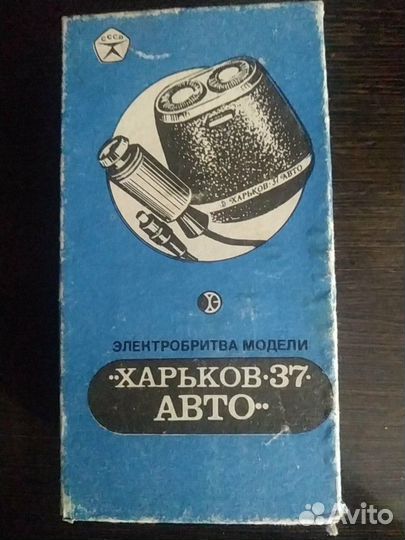 СССР
Ð ХАРЬКОВ·37 АВТО
ЭЛЕКТРОБРИТВА МОДЕЛИ
··ХАРЬКОВ·37·
АВТО··
Avito